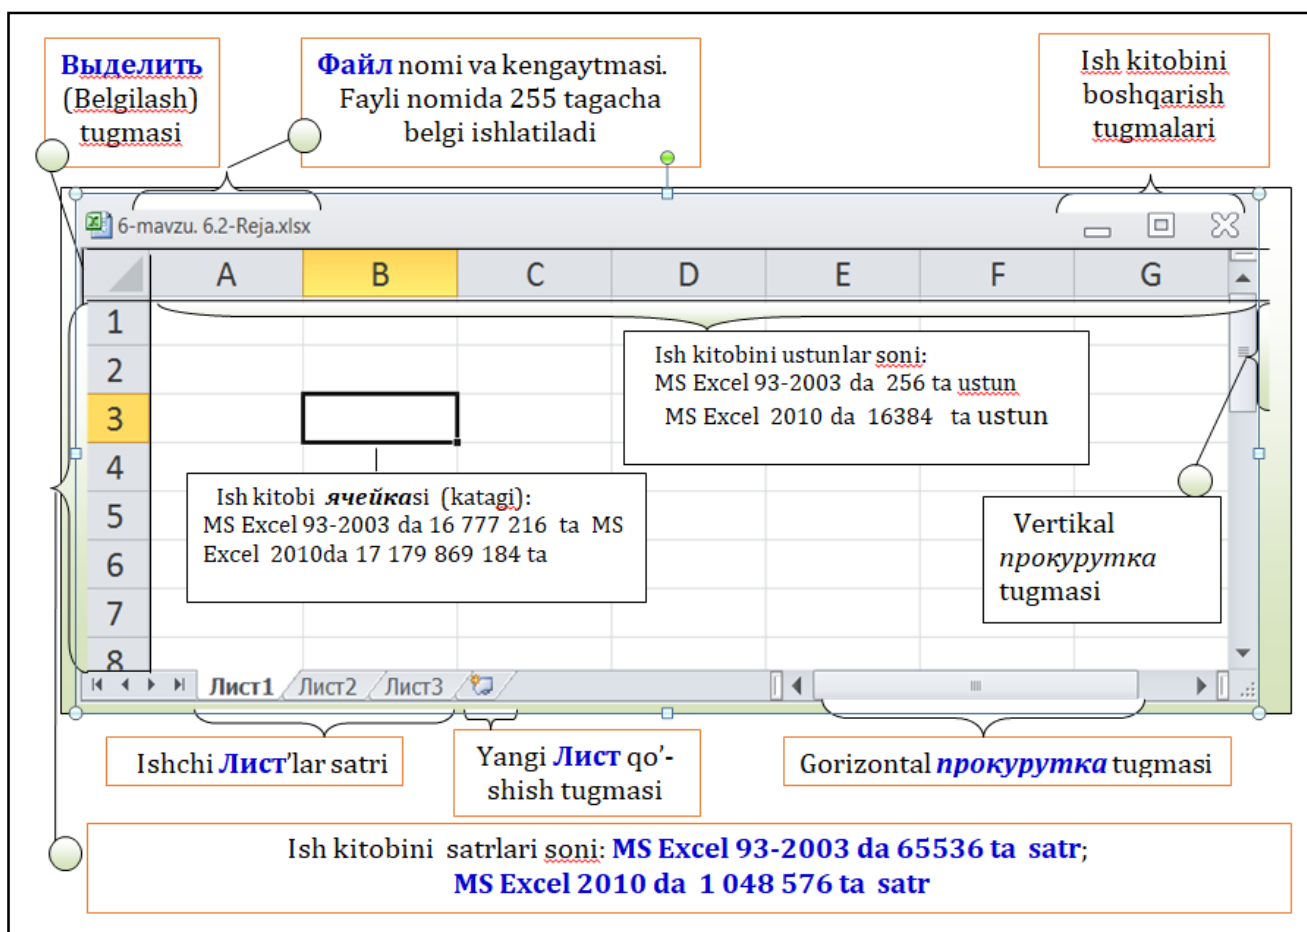 Выделить
(Belgilash)
tugmasi
Файл nomi va kengaytmasi.
Fayli nomida 255 tagacha
belgi ishlatiladi
Ish kitobini
boshqarish
tugmalari
6-mavzu. 6.2-Reja.xlsx
A B C D E F G
1
2
3
4
5
6
7
8
Ish kitobini ustunlar soni:
MS Excel 93-2003 da 256 ta ustun
MS Excel 2010 da 16384 ta ustun
Ish kitobi ячейкаsi (katagi):
MS Excel 93-2003 da 16 777 216 ta MS
Excel 2010da 17 179 869 184 ta
Vertikal
прокурутка
tugmasi
Лист1 Лист2 Лист3
Ishchi Лист’lar satri
Yangi Лист qo’-
shish tugmasi
Gorizontal прокурутка tugmasi
Ish kitobini satrlari soni: MS Excel 93-2003 da 65536 ta satr;
MS Excel 2010 da 1 048 576 ta satr